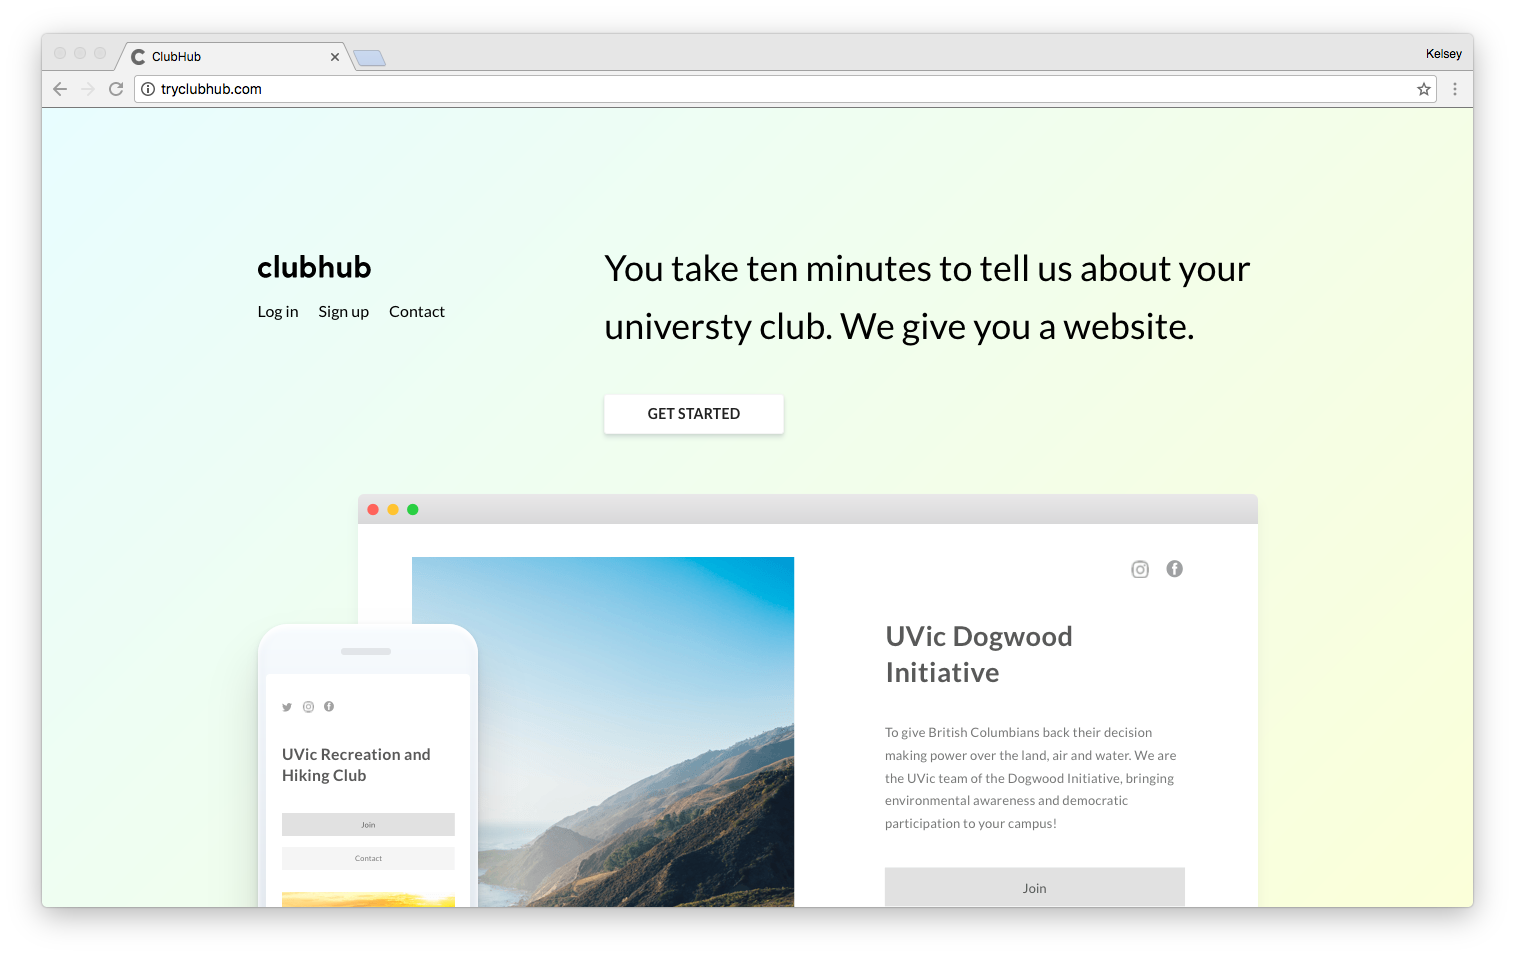 ClubHub
Kelsey
tryclubhub.com
clubhub
Log in Sign up Contact
You take ten minutes to tell us about your
universty club. We give you a website.
GET STARTED
UVic Dogwood
Initiative
To give British Columbians back their decision
making power over the land, air and water. We are
the UVic team of the Dogwood Initiative, bringing
environmental awareness and democratic
participation to your campus!
Join
UVic Recreation and
Hiking Club
Join
Contact